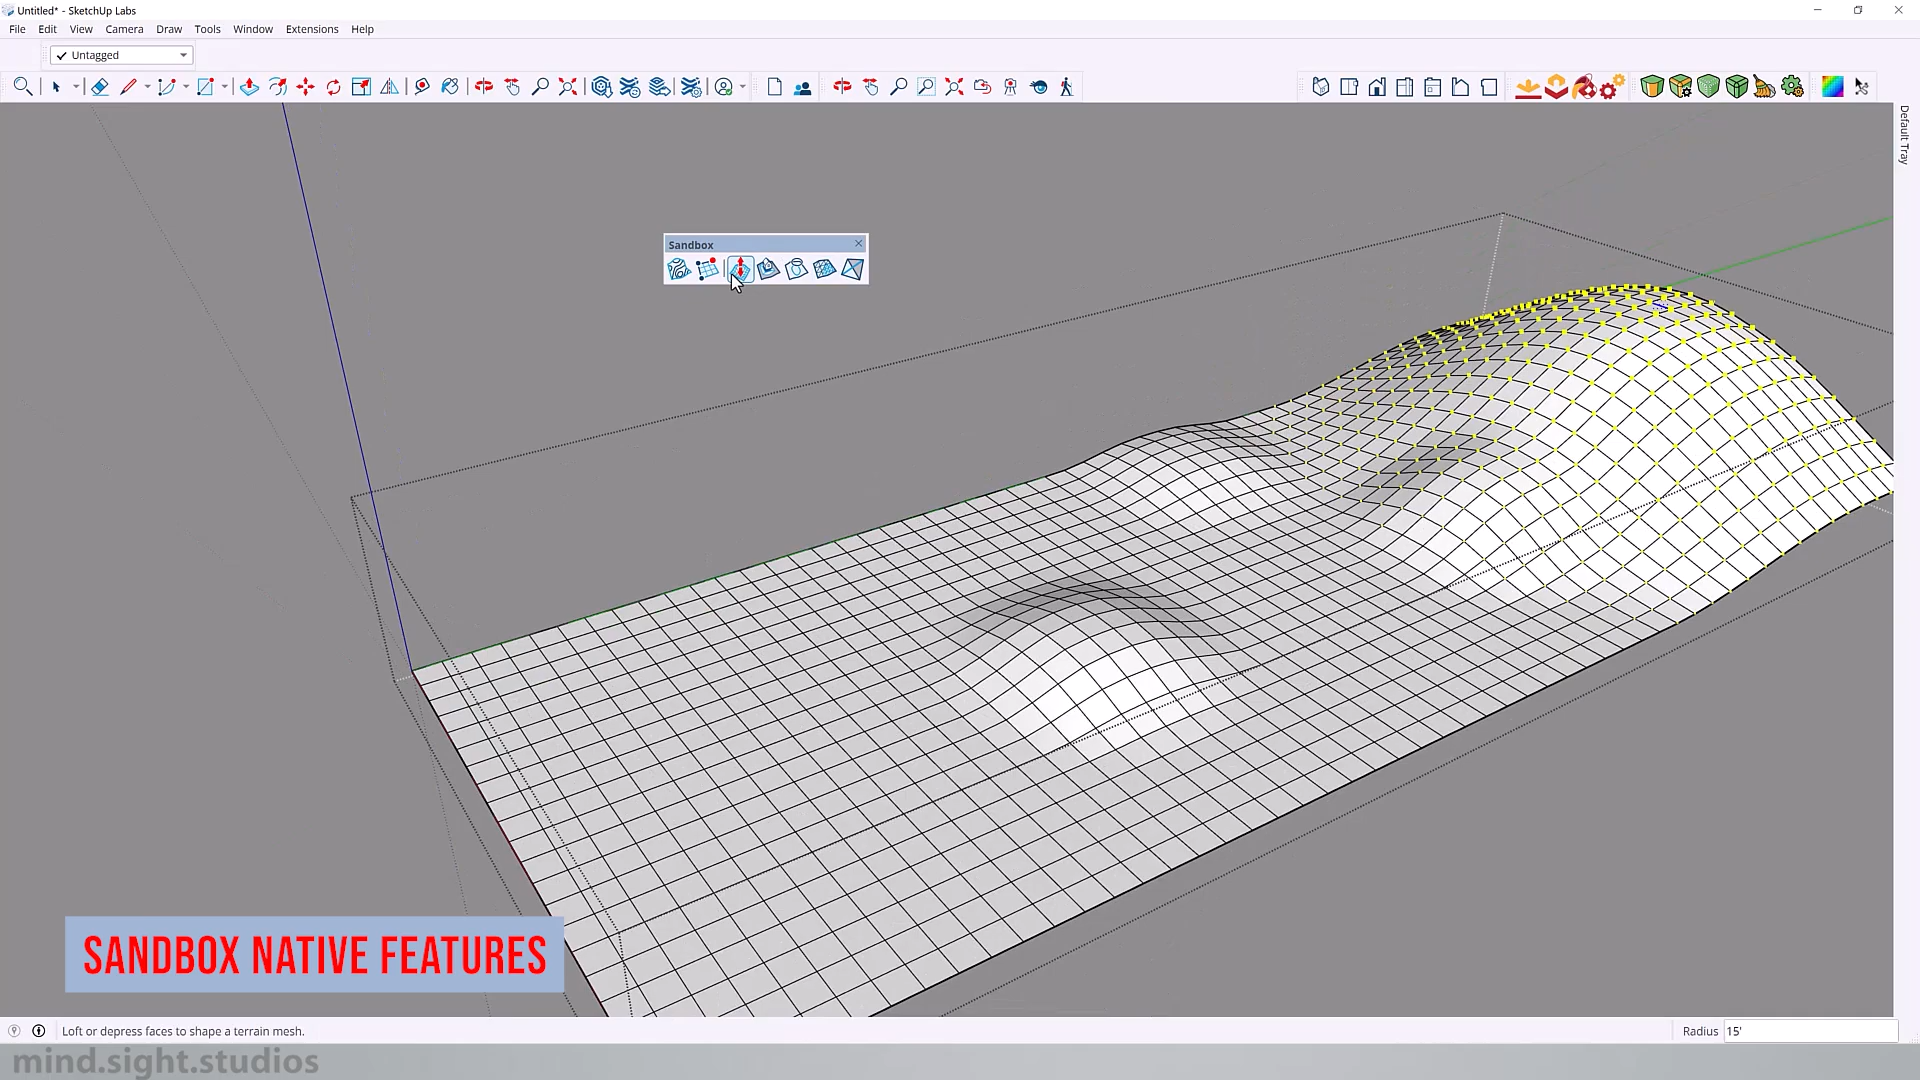 Untitled* - SketchUp Labs
File Edit View Camera Draw Tools Window Extensions Help
Untagged
Default Tray
Sandbox
SANDBOX NATIVE FEATURES
Loft or depress faces to shape a terrain mesh.
Radius 15'
mind.sight.studios